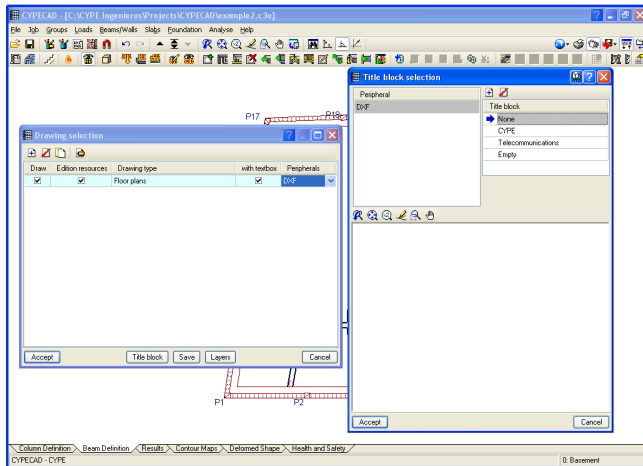 CYPECAD - [C:\CYPE Ingenieros\Projects\CYPECAD\example2.c3e]
File Job Groups Loads Beams/Walls Slabs Foundation Analyse Help
P17
P18
Title block selection
Peripheral
DXF
Title block
None
CYPE
Telecommunications
Empty
Accept
Cancel
Drawing selection
Draw Edition resources Drawing type with textbox Peripherals
Floor plans DXF
Accept Title block Save Layers Cancel
P1
P2
Column Definition Beam Definition Results Contour Maps Deformed Shape Health and Safety
CYPECAD - CYPE 0: Basement